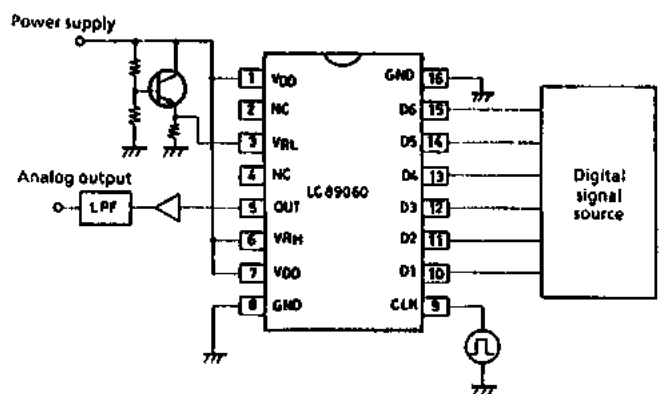 Power supply
1 VDD
2 NC
3 VRL
4 NC
5 OUT
6 VRH
7 VDD
8 GND
Analog output
LPF
LC89060
GND 16
D6 15
D5 14
D4 13
D3 12
D2 11
D1 10
CLK 9
Digital
signal
source